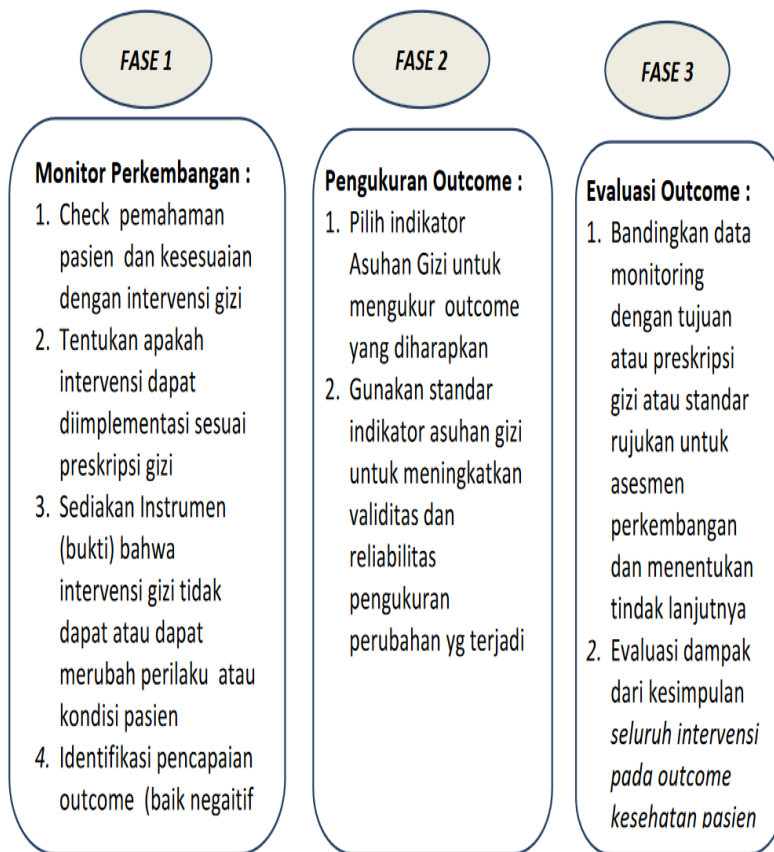 FASE 1
Monitor Perkembangan :
1. Check pemahaman
pasien dan kesesuaian
dengan intervensi gizi
2. Tentukan apakah
intervensi dapat
diimplementasi sesuai
preskripsi gizi
3. Sediakan Instrumen
(bukti) bahwa
intervensi gizi tidak
dapat atau dapat
merubah perilaku atau
kondisi pasien
4. Identifikasi pencapaian
outcome (baik negaitif
FASE 2
Pengukuran Outcome :
1. Pilih indikator
Asuhan Gizi untuk
mengukur outcome
yang diharapkan
2. Gunakan standar
indikator asuhan gizi
untuk meningkatkan
validitas dan
reliabilitas
pengukuran
perubahan yg terjadi
FASE 3
Evaluasi Outcome :
1. Bandingkan data
monitoring
dengan tujuan
atau preskripsi
gizi atau standar
rujukan untuk
asesmen
perkembangan
dan menentukan
tindak lanjutnya
2. Evaluasi dampak
dari kesimpulan
seluruh intervensi
pada outcome
kesehatan pasien